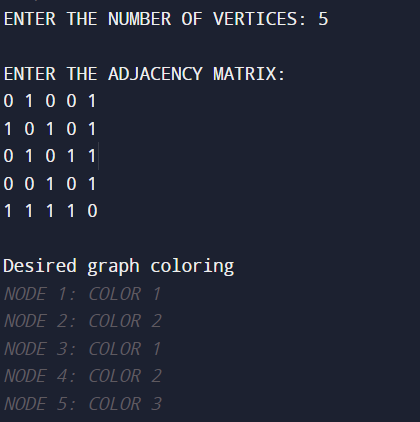 ENTER THE NUMBER OF VERTICES: 5
ENTER THE ADJACENCY MATRIX:
0 1 0 0 1
1 0 1 0 1
0 1 0 1 1
0 0 1 0 1
1 1 1 1 0
Desired graph coloring
NODE 1: COLOR 1
NODE 2: COLOR 2
NODE 3: COLOR 1
NODE 4: COLOR 2
NODE 5: COLOR 3